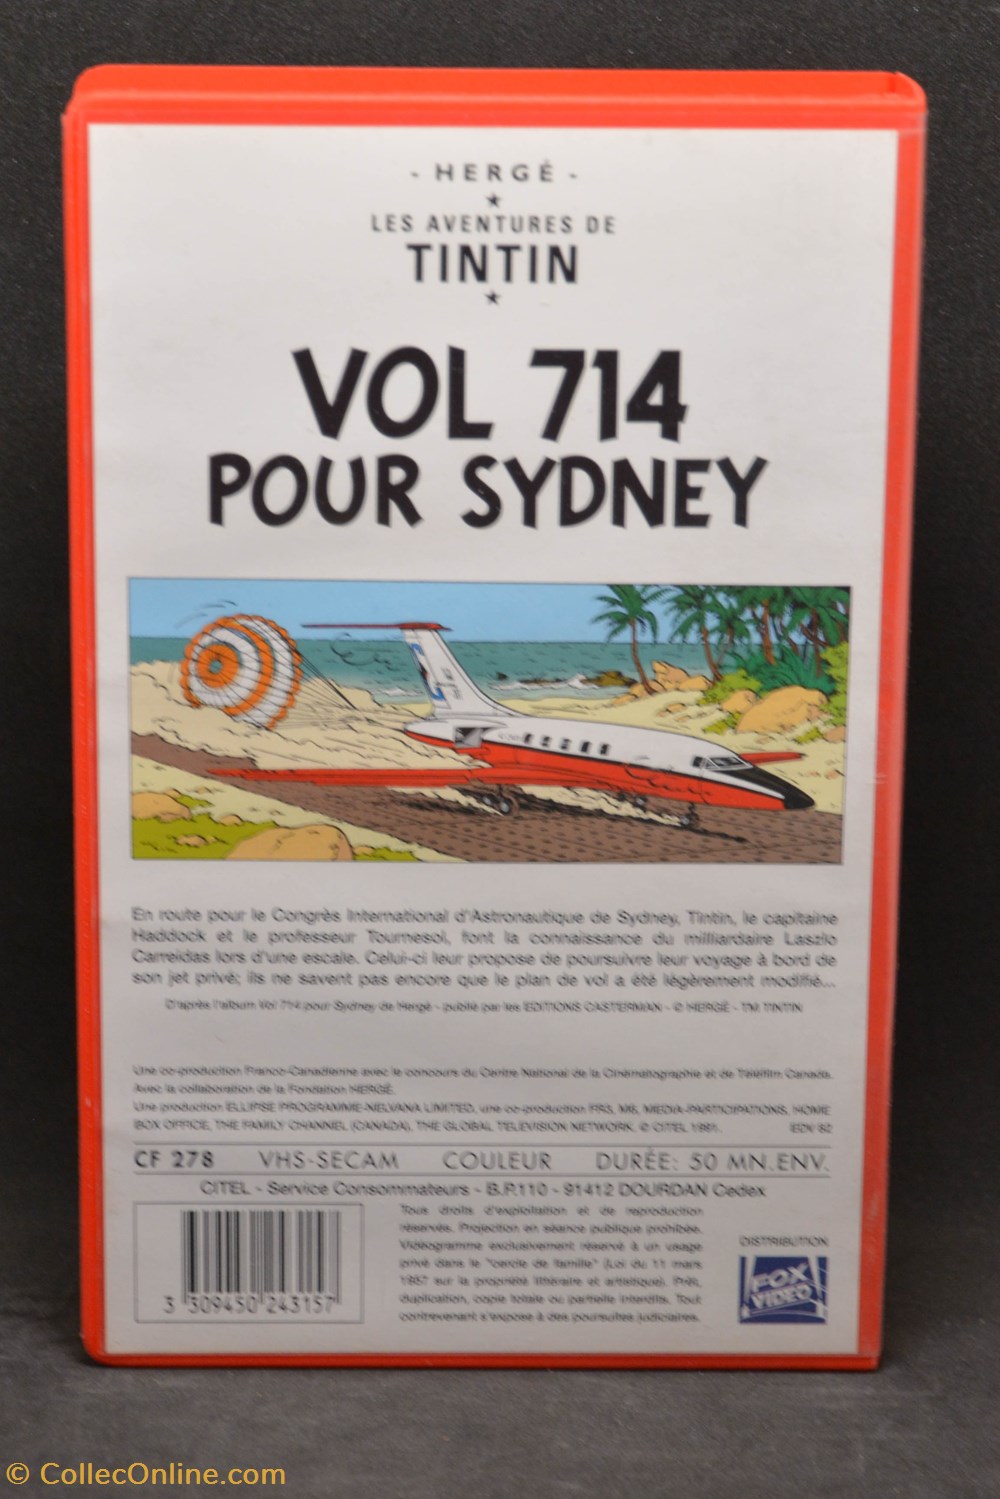 - HERGÉ -
LES AVENTURES DE
TINTIN
VOL 714
POUR SYDNEY
En route pour le Congrès International d'Astronautique de Sydney, Tintin, le capitaine
Haddock et le professeur Tournesol, font la connaissance du milliardaire Laszlo
Carreidas lors d'une escale. Celui-ci leur propose de poursuivre leur voyage à bord de
son jet privé; ils ne savent pas encore que le plan de vol a été légèrement modifié...
D'après l'album Vol 714 pour Sydney de Hergé - publié par les EDITIONS CASTERMAN - © HERGÉ - TM TINTIN
Une co-production Franco-Canadienne avec le concours du Centre National de la Cinématographie et de Téléfilm Canada.
Avec la collaboration de la Fondation HERGÉ.
Une production ELLIPSE PROGRAMME-NELVANA LIMITED, une co-production FR3, M6, MEDIA-PARTICIPATIONS, HOME
BOX OFFICE, THE FAMILY CHANNEL (CANADA), THE GLOBAL TELEVISION NETWORK. © CITEL 1991. EDV 82
CF 278 VHS-SECAM COULEUR DURÉE: 50 MN.ENV.
CITEL - Service Consommateurs - B.P.110 - 91412 DOURDAN Cedex
Tous droits d'exploitation et de reproduction
réservés. Projection en séance publique prohibée.
Vidéogramme exclusivement réservé à un usage
privé dans le "cercle de famille" (Loi du 11 mars
1957 sur la propriété littéraire et artistique). Prêt,
duplication, copie totale ou partielle interdits. Tout
contrevenant s'expose à des poursuites judiciaires.
DISTRIBUTION
FOX
VIDEO
3 309450 243157
© CollecOnline.com